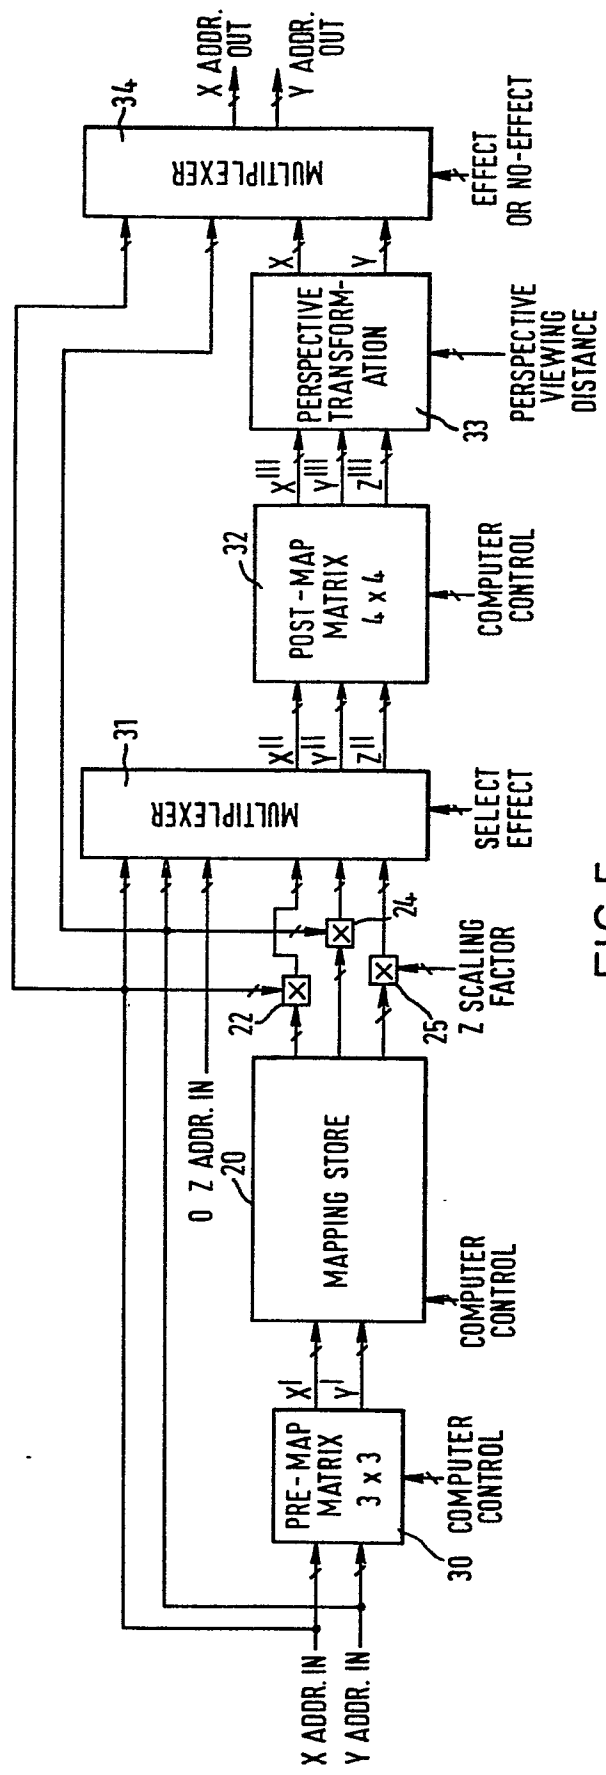 X ADDR. IN
Y ADDR. IN
PRE-MAP
MATRIX
3 x 3
30
COMPUTER
CONTROL
X'
Y'
MAPPING STORE
20
COMPUTER
CONTROL
0 Z ADDR. IN
22
24
25
Z SCALING
FACTOR
MULTIPLEXER
31
SELECT
EFFECT
X''
Y''
Z''
POST-MAP
MATRIX
4 x 4
32
COMPUTER
CONTROL
X'''
Y'''
Z'''
PERSPECTIVE
TRANSFORM-
ATION
33
PERSPECTIVE
VIEWING
DISTANCE
X
Y
MULTIPLEXER
34
EFFECT
OR NO-EFFECT
X ADDR.
OUT
Y ADDR.
OUT